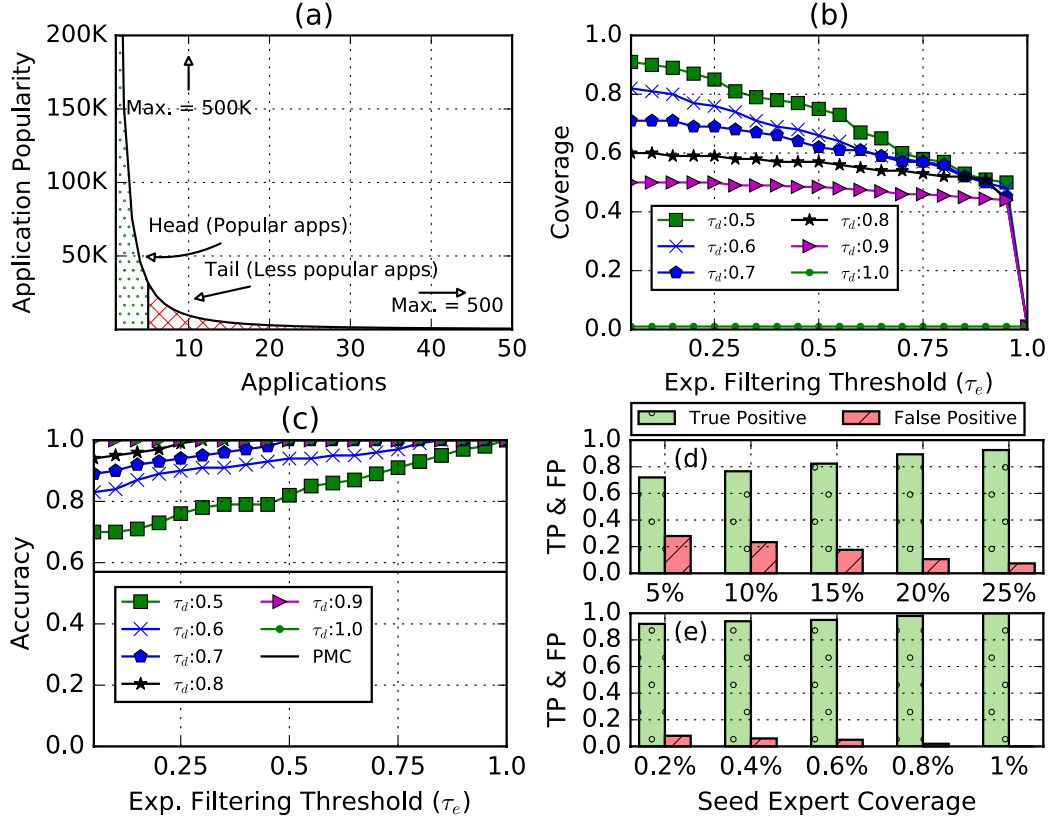 (a)
200K
150K
100K
50K
Application Popularity
Max. = 500K
Head (Popular apps)
Tail (Less popular apps)
Max. = 500
10
20
30
40
50
Applications
(b)
1.0
0.8
0.6
0.4
0.2
0.0
Coverage
τd:0.5
τd:0.6
τd:0.7
τd:0.8
τd:0.9
τd:1.0
0.25
0.5
0.75
1.0
Exp. Filtering Threshold (τe)
(c)
1.0
0.8
0.6
0.4
0.2
0.0
Accuracy
τd:0.5
τd:0.6
τd:0.7
τd:0.8
τd:0.9
τd:1.0
PMC
0.25
0.5
0.75
1.0
Exp. Filtering Threshold (τe)
True Positive
False Positive
(d)
1.0
0.8
0.6
0.4
0.2
0.0
TP & FP
5%
10%
15%
20%
25%
(e)
1.0
0.8
0.6
0.4
0.2
0.0
TP & FP
0.2%
0.4%
0.6%
0.8%
1%
Seed Expert Coverage